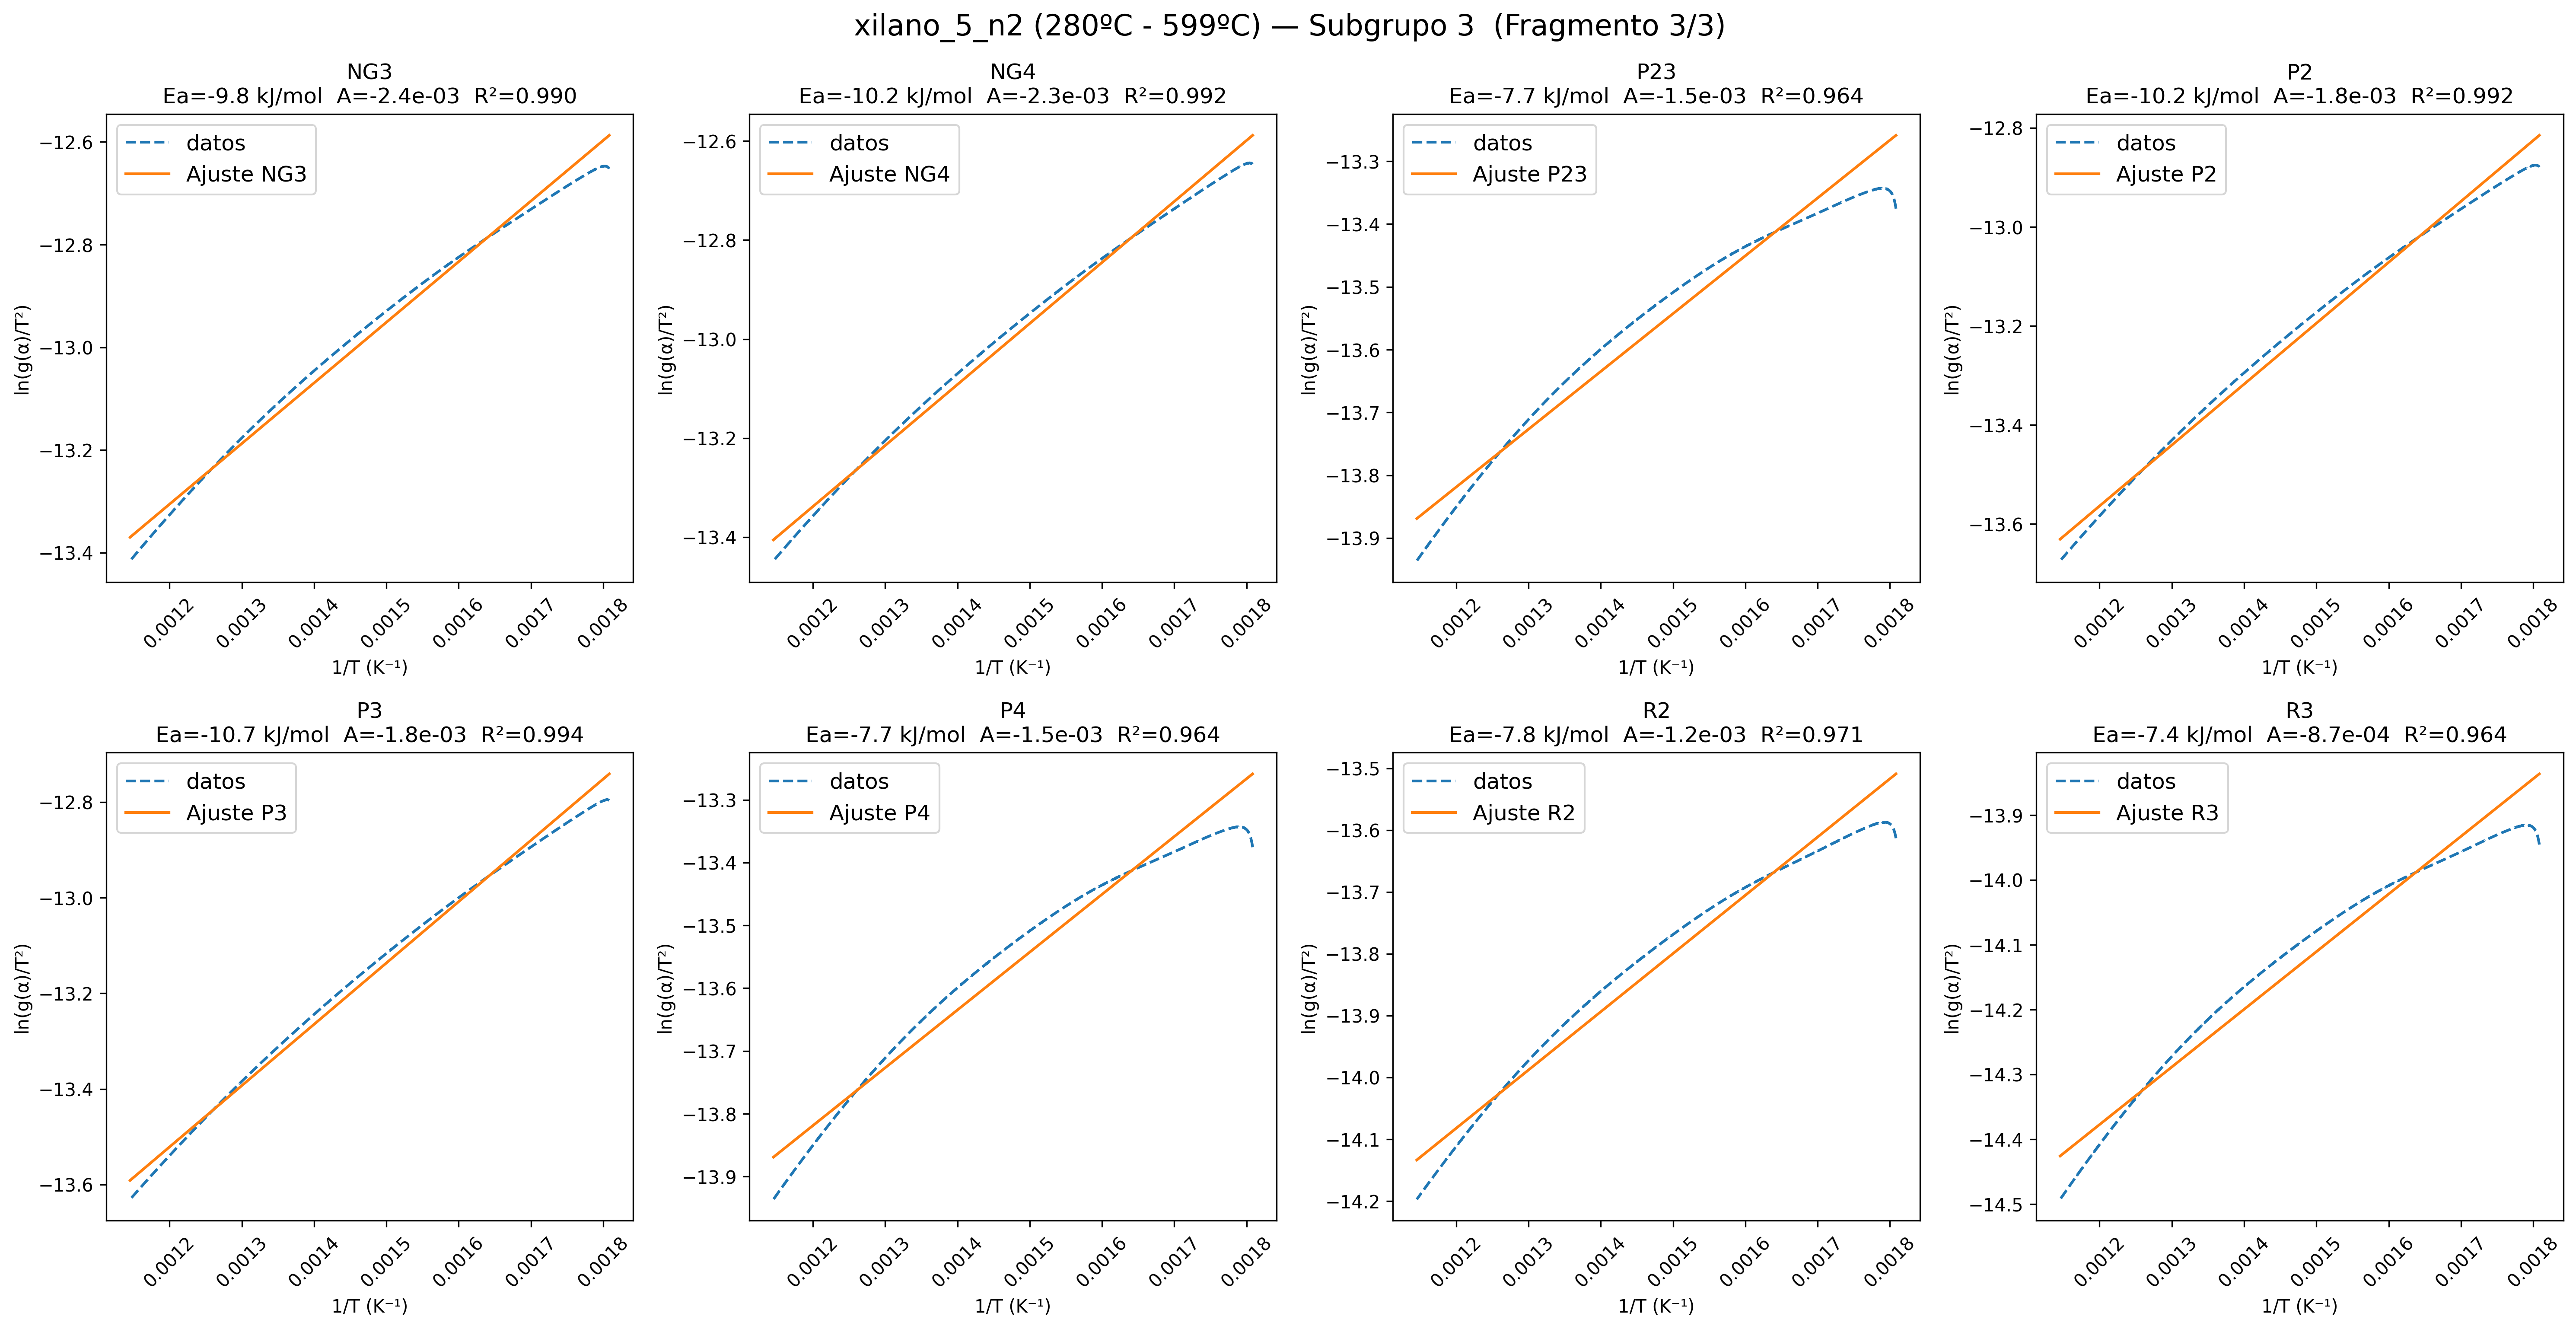 xilano_5_n2 (280ºC - 599ºC) — Subgrupo 3  (Fragmento 3/3)
NG3
Ea=-9.8 kJ/mol  A=-2.4e-03  R²=0.990
datos
Ajuste NG3
−12.6
−12.8
−13.0
−13.2
−13.4
ln(g(α)/T²)
0.0012
0.0013
0.0014
0.0015
0.0016
0.0017
0.0018
1/T (K⁻¹)
NG4
Ea=-10.2 kJ/mol  A=-2.3e-03  R²=0.992
datos
Ajuste NG4
−12.6
−12.8
−13.0
−13.2
−13.4
ln(g(α)/T²)
0.0012
0.0013
0.0014
0.0015
0.0016
0.0017
0.0018
1/T (K⁻¹)
P23
Ea=-7.7 kJ/mol  A=-1.5e-03  R²=0.964
datos
Ajuste P23
−13.3
−13.4
−13.5
−13.6
−13.7
−13.8
−13.9
ln(g(α)/T²)
0.0012
0.0013
0.0014
0.0015
0.0016
0.0017
0.0018
1/T (K⁻¹)
P2
Ea=-10.2 kJ/mol  A=-1.8e-03  R²=0.992
datos
Ajuste P2
−12.8
−13.0
−13.2
−13.4
−13.6
ln(g(α)/T²)
0.0012
0.0013
0.0014
0.0015
0.0016
0.0017
0.0018
1/T (K⁻¹)
P3
Ea=-10.7 kJ/mol  A=-1.8e-03  R²=0.994
datos
Ajuste P3
−12.8
−13.0
−13.2
−13.4
−13.6
ln(g(α)/T²)
0.0012
0.0013
0.0014
0.0015
0.0016
0.0017
0.0018
1/T (K⁻¹)
P4
Ea=-7.7 kJ/mol  A=-1.5e-03  R²=0.964
datos
Ajuste P4
−13.3
−13.4
−13.5
−13.6
−13.7
−13.8
−13.9
ln(g(α)/T²)
0.0012
0.0013
0.0014
0.0015
0.0016
0.0017
0.0018
1/T (K⁻¹)
R2
Ea=-7.8 kJ/mol  A=-1.2e-03  R²=0.971
datos
Ajuste R2
−13.5
−13.6
−13.7
−13.8
−13.9
−14.0
−14.1
−14.2
ln(g(α)/T²)
0.0012
0.0013
0.0014
0.0015
0.0016
0.0017
0.0018
1/T (K⁻¹)
R3
Ea=-7.4 kJ/mol  A=-8.7e-04  R²=0.964
datos
Ajuste R3
−13.9
−14.0
−14.1
−14.2
−14.3
−14.4
−14.5
ln(g(α)/T²)
0.0012
0.0013
0.0014
0.0015
0.0016
0.0017
0.0018
1/T (K⁻¹)